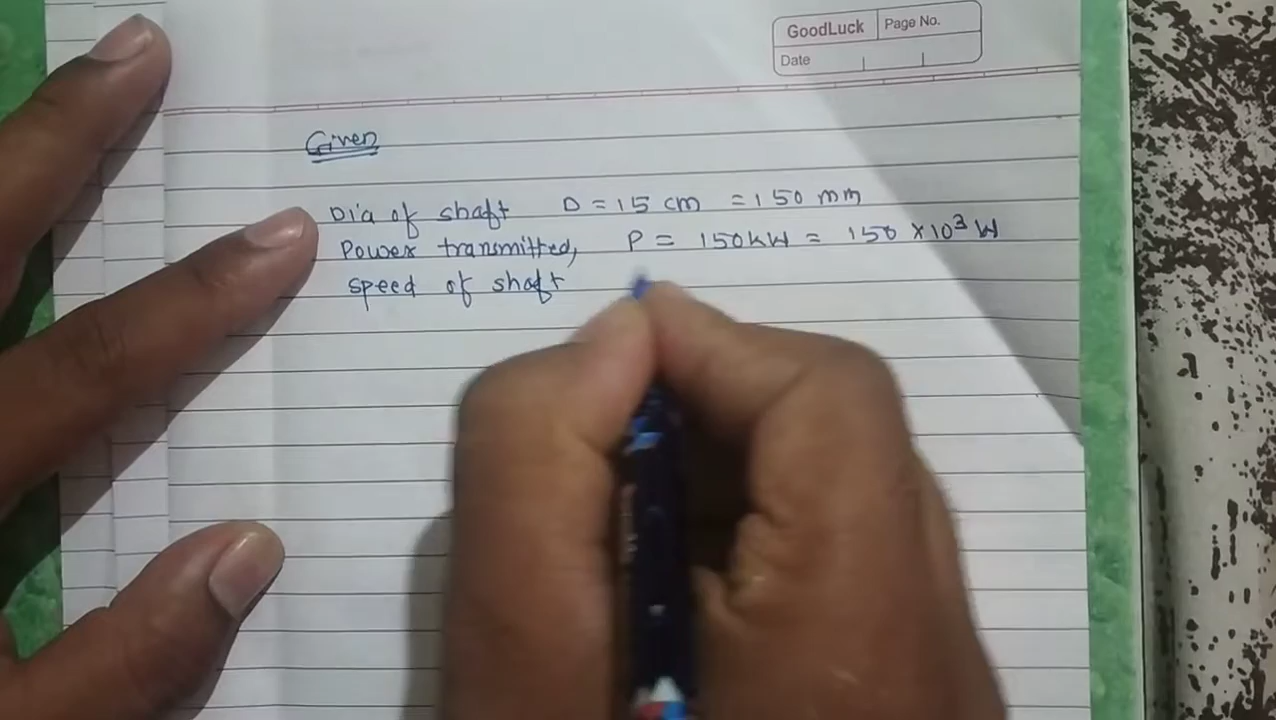 GoodLuck Page No.
Date
Given
Dia of shaft D = 15 cm = 150 mm
Power transmitted, P = 150kW = 150 ×10³ W
speed of shaft